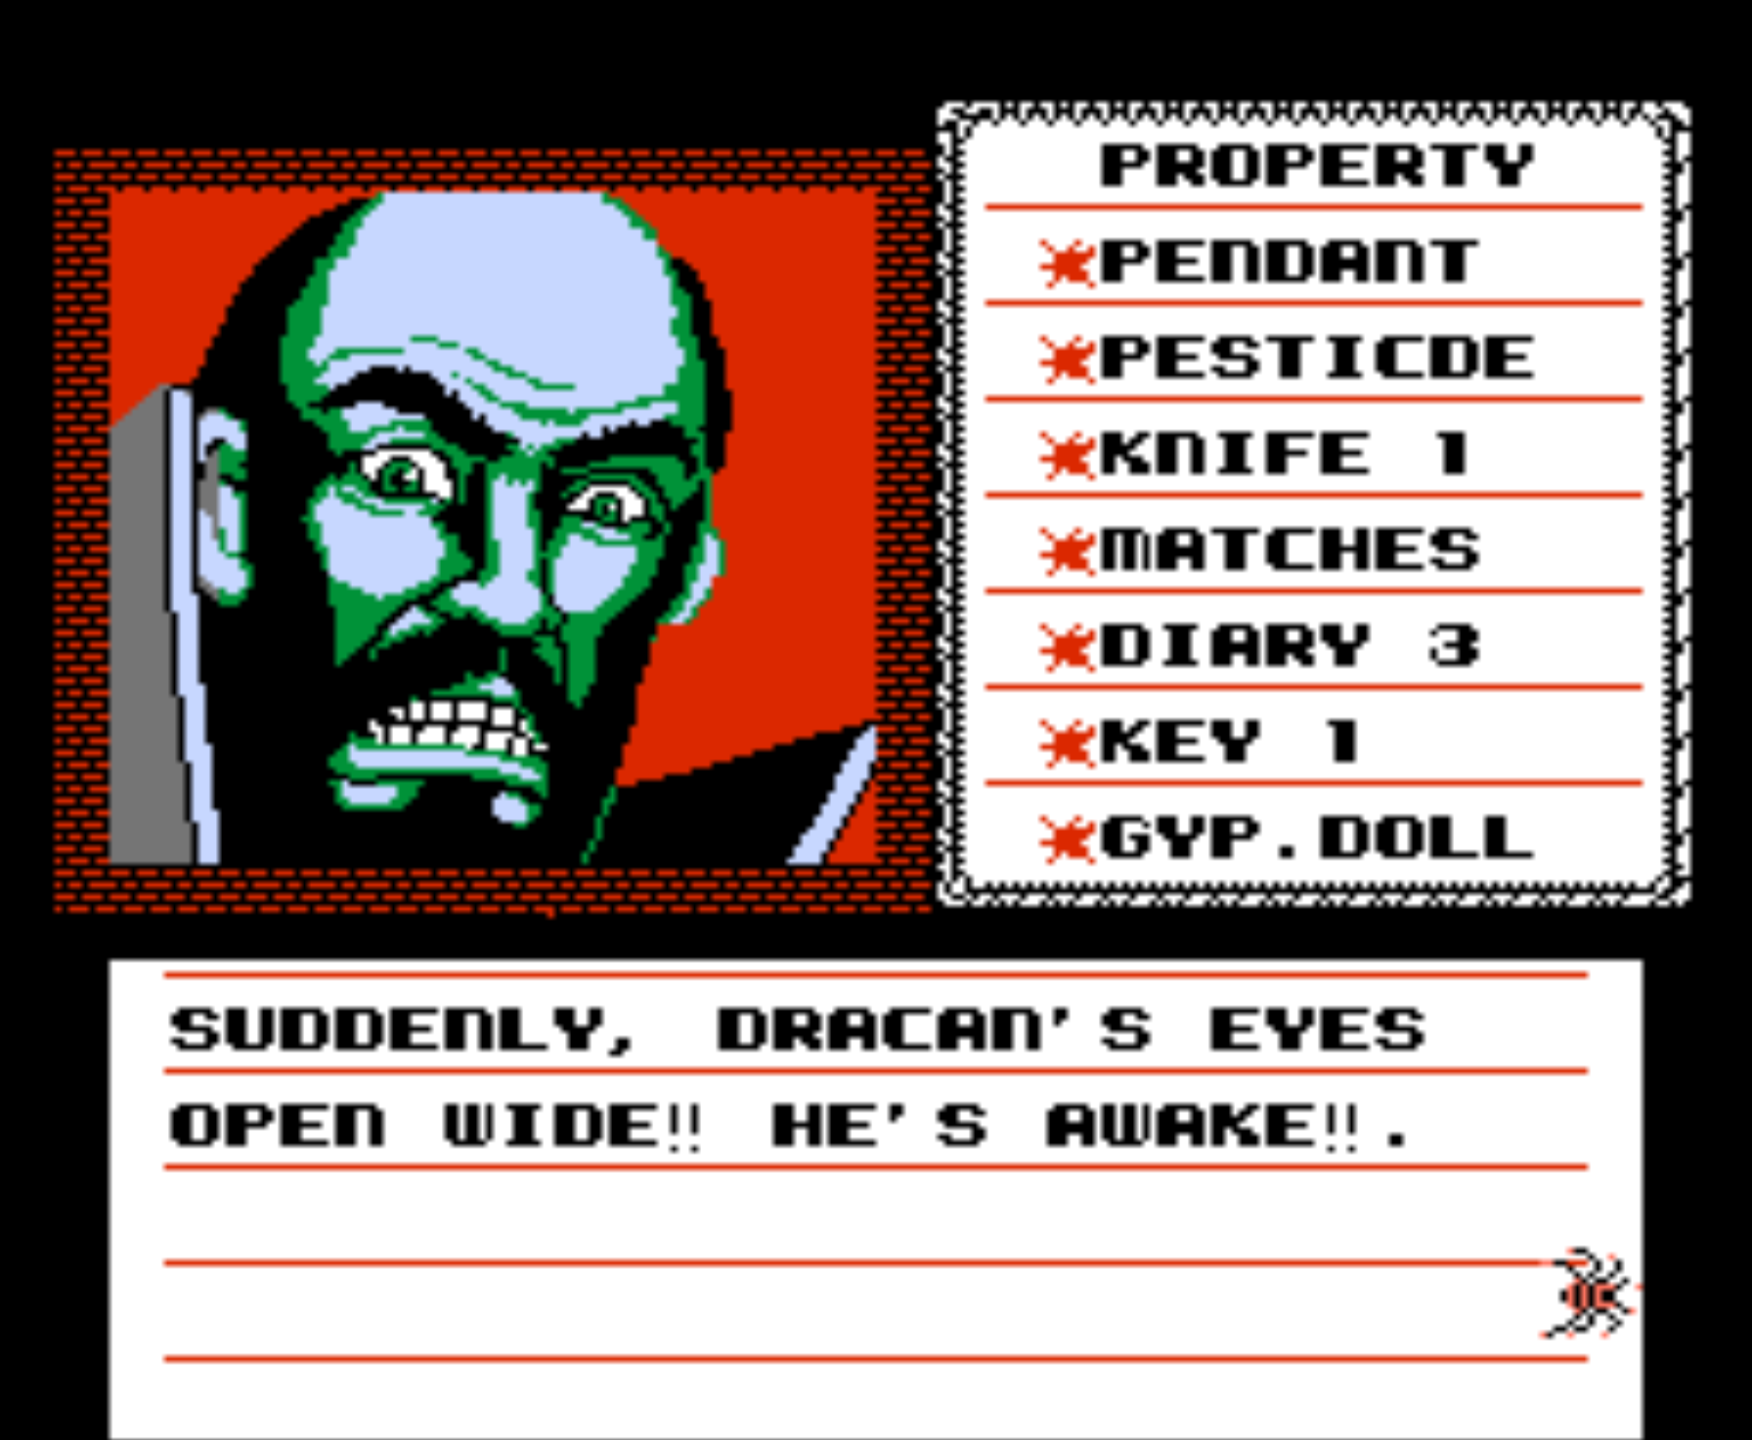 PROPERTY
PENDANT
PESTICDE
KNIFE 1
MATCHES
DIARY 3
KEY 1
GYP.DOLL
SUDDENLY, DRACAN'S EYES
OPEN WIDE!! HE'S AWAKE!!.